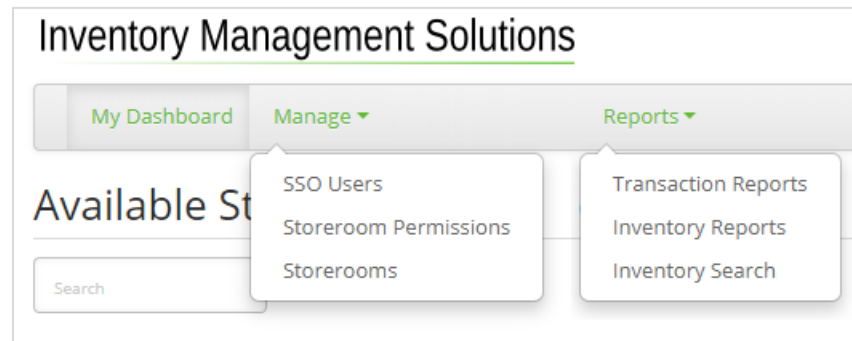 Inventory Management Solutions
My Dashboard Manage Reports
SSO Users
Storeroom Permissions
Storerooms
Transaction Reports
Inventory Reports
Inventory Search
Available St
Search